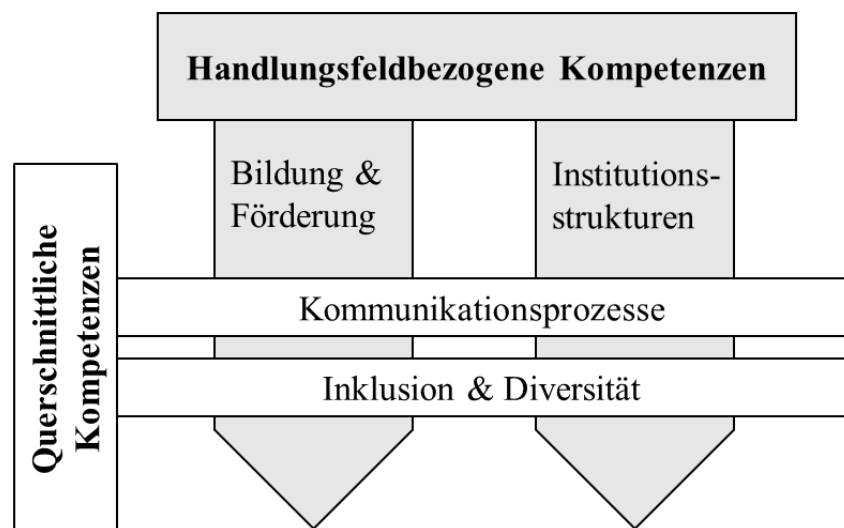 Handlungsfeldbezogene Kompetenzen
Bildung &
Förderung
Institutions-
strukturen
Querschnittliche
Kompetenzen
Kommunikationsprozesse
Inklusion & Diversität